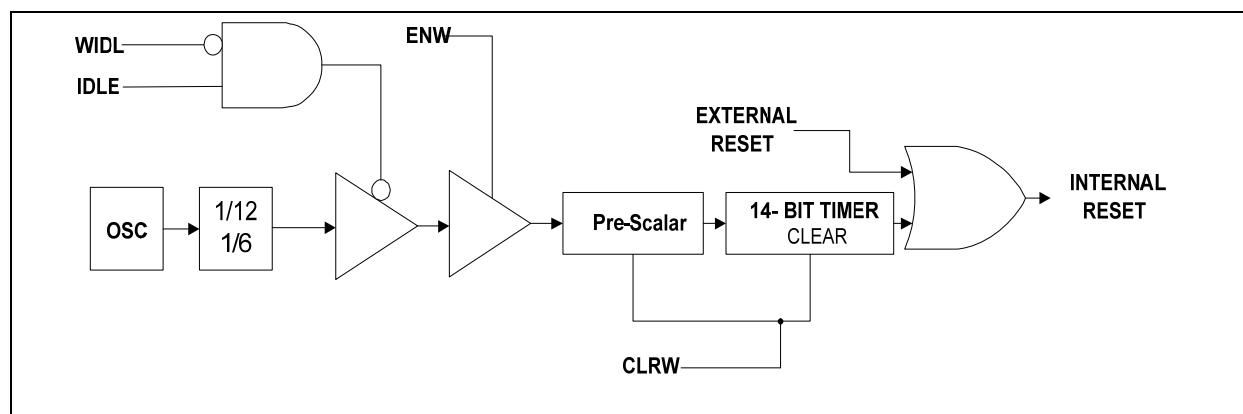 WIDL
IDLE
ENW
EXTERNAL
RESET
INTERNAL
RESET
OSC
1/12
1/6
Pre-Scalar
14- BIT TIMER
CLEAR
CLRW